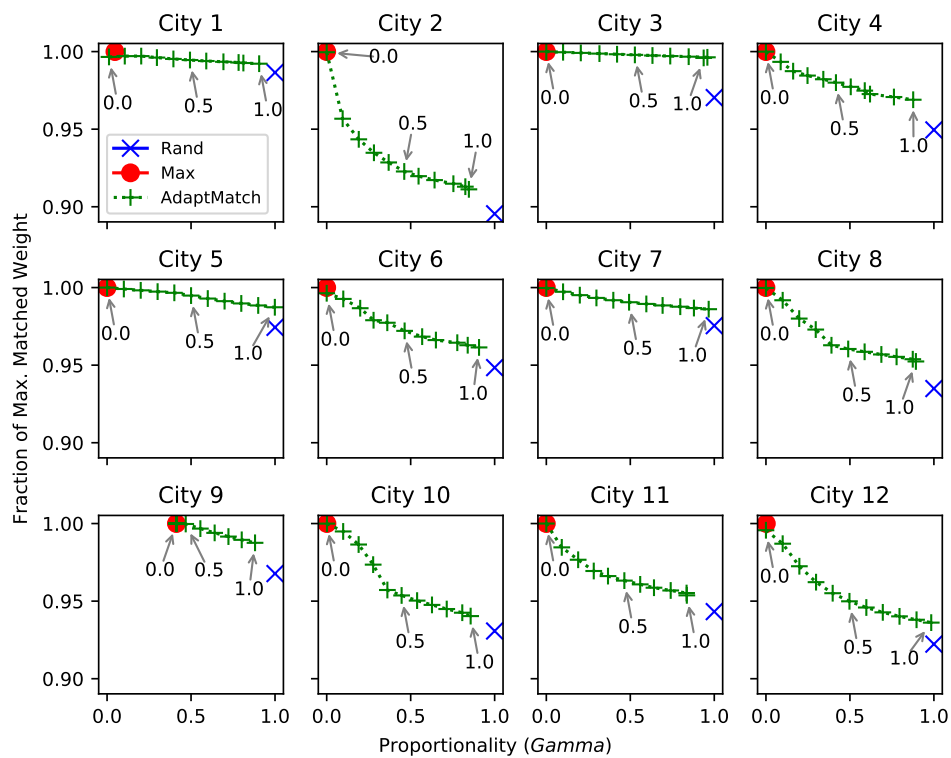 City 1 City 2 City 3 City 4
1.00
0.95
0.90
0.0 0.5 1.0
Rand
Max
AdaptMatch
0.0 0.5 1.0
0.0 0.5 1.0
0.0 0.5 1.0
City 5 City 6 City 7 City 8
1.00
0.95
0.90
0.0 0.5 1.0
0.0 0.5 1.0
0.0 0.5 1.0
0.0 0.5 1.0
City 9 City 10 City 11 City 12
1.00
0.95
0.90
0.0 0.5 1.0
0.0 0.5 1.0
0.0 0.5 1.0
0.0 0.5 1.0
0.0 0.5 1.0 0.0 0.5 1.0 0.0 0.5 1.0 0.0 0.5 1.0
Proportionality (Gamma)
Fraction of Max. Matched Weight